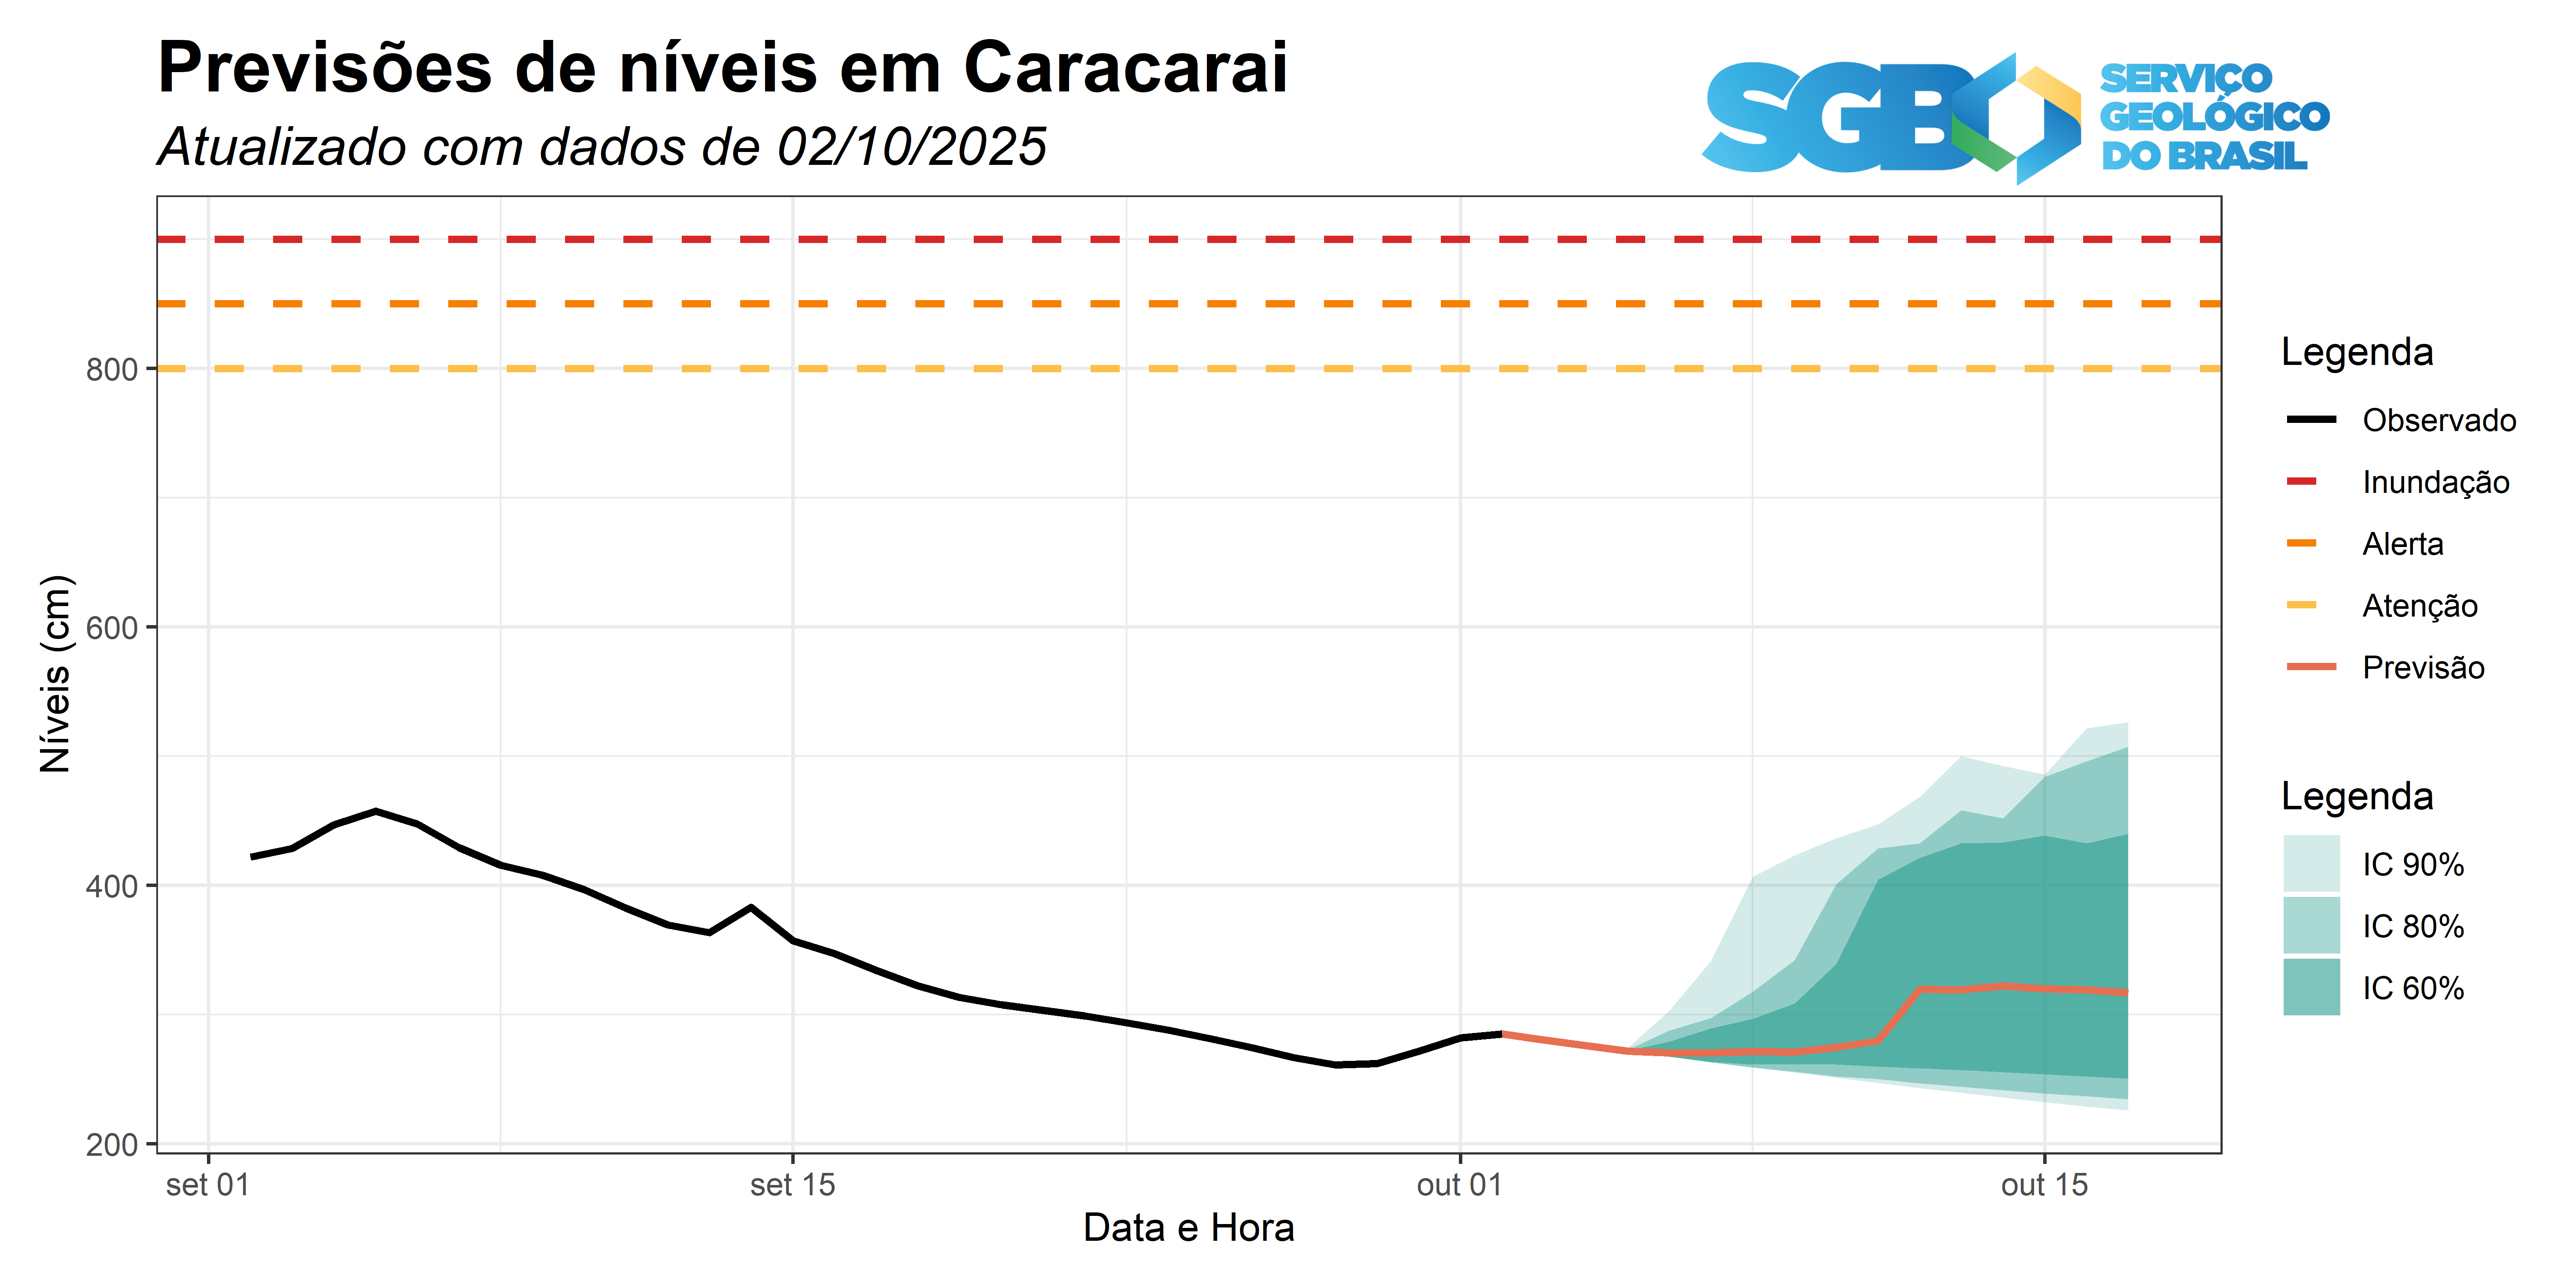 Previsões de níveis em Caracarai
Atualizado com dados de 02/10/2025
SGB
SERVIÇO
GEOLÓGICO
DO BRASIL
Níveis (cm)
800
600
400
200
set 01
set 15
out 01
out 15
Data e Hora
Legenda
Observado
Inundação
Alerta
Atenção
Previsão
Legenda
IC 90%
IC 80%
IC 60%